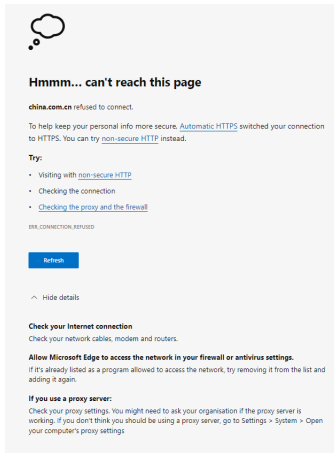 Hmmm... can't reach this page
china.com.cn refused to connect.
To help keep your personal info more secure, Automatic HTTPS switched your connection
to HTTPS. You can try non-secure HTTP instead.
Try:
• Visiting with non-secure HTTP
• Checking the connection
• Checking the proxy and the firewall
ERR_CONNECTION_REFUSED
Refresh
Hide details
Check your Internet connection
Check your network cables, modem and routers.
Allow Microsoft Edge to access the network in your firewall or antivirus settings.
If it's already listed as a program allowed to access the network, try removing it from the list and
adding it again.
If you use a proxy server:
Check your proxy settings. You might need to ask your organisation if the proxy server is
working. If you don't think you should be using a proxy server, go to Settings > System > Open
your computer's proxy settings